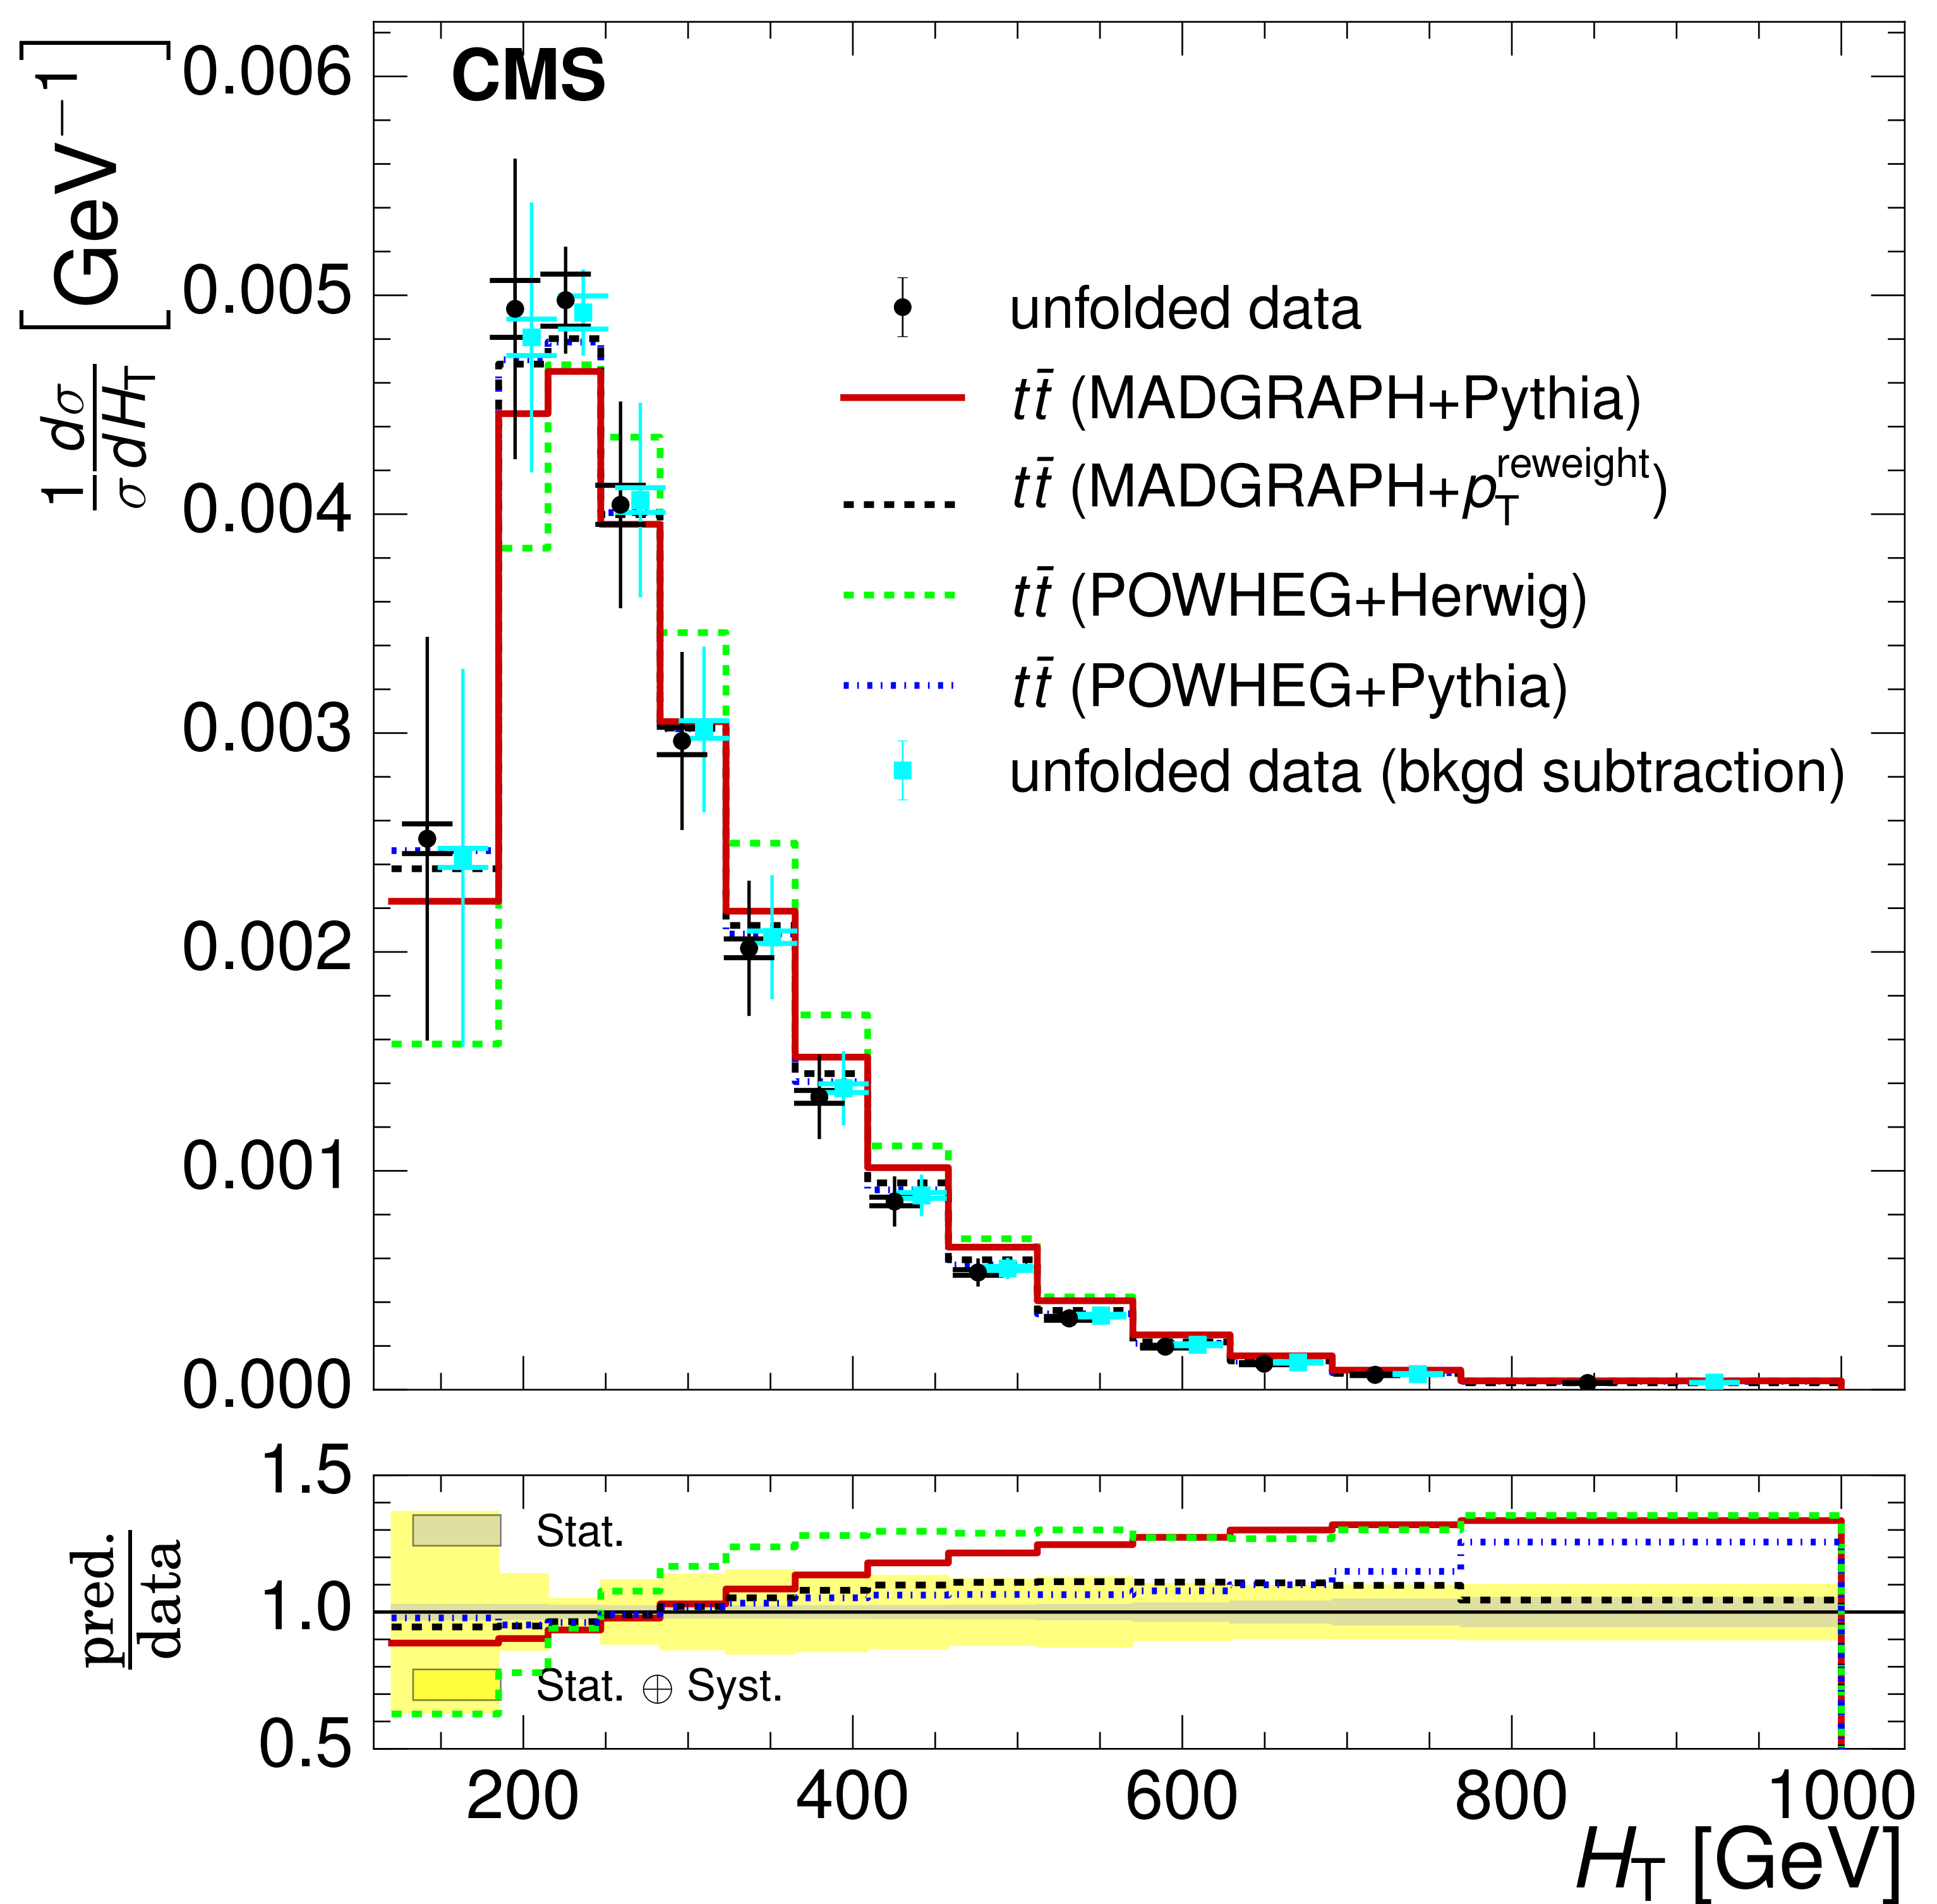 CMS
1/σ dσ/dH_T [GeV⁻¹]
0.006
0.005
0.004
0.003
0.002
0.001
0.000
unfolded data
tt̄ (MADGRAPH+Pythia)
tt̄ (MADGRAPH+p_T^reweight)
tt̄ (POWHEG+Herwig)
tt̄ (POWHEG+Pythia)
unfolded data (bkgd subtraction)
pred./data
1.5
1.0
0.5
Stat.
Stat. ⊕ Syst.
200 400 600 800 1000
H_T [GeV]